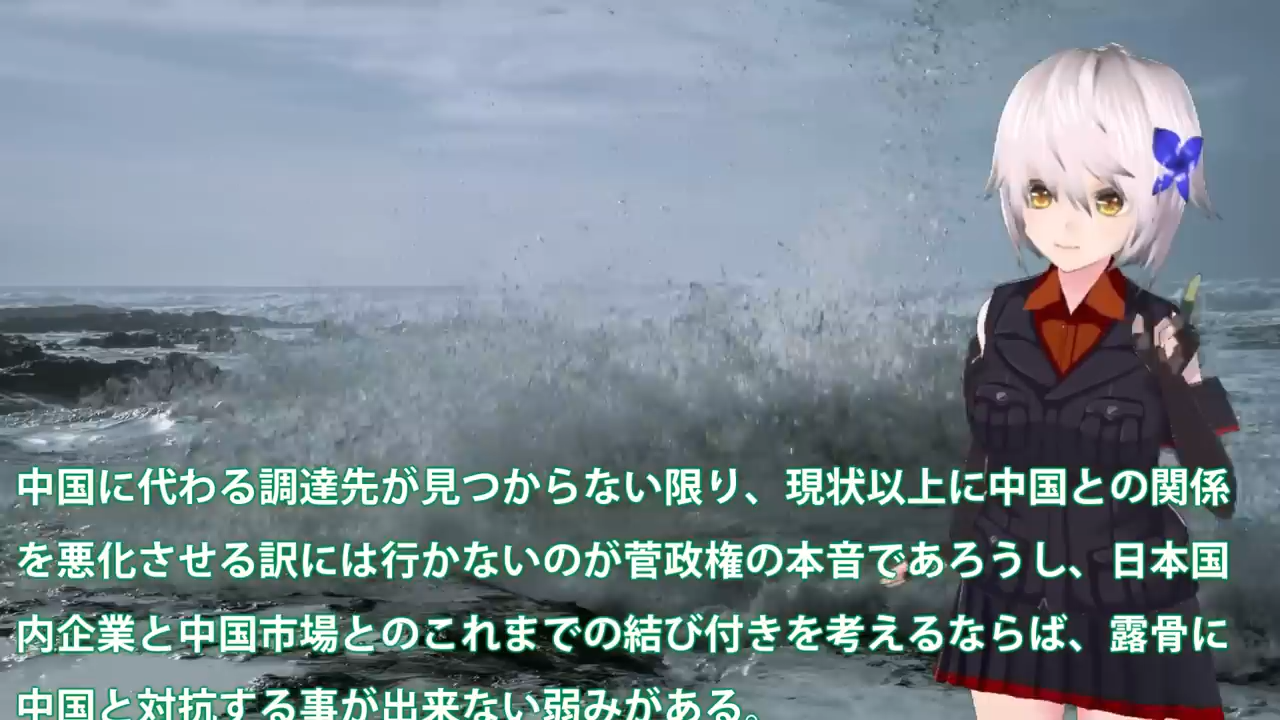 中国に代わる調達先が見つからない限り、現状以上に中国との関係
を悪化させる訳には行かないのが菅政権の本音であろうし、日本国
内企業と中国市場とのこれまでの結び付きを考えるならば、露骨に
中国と対抗する事が出来ない弱みがある。